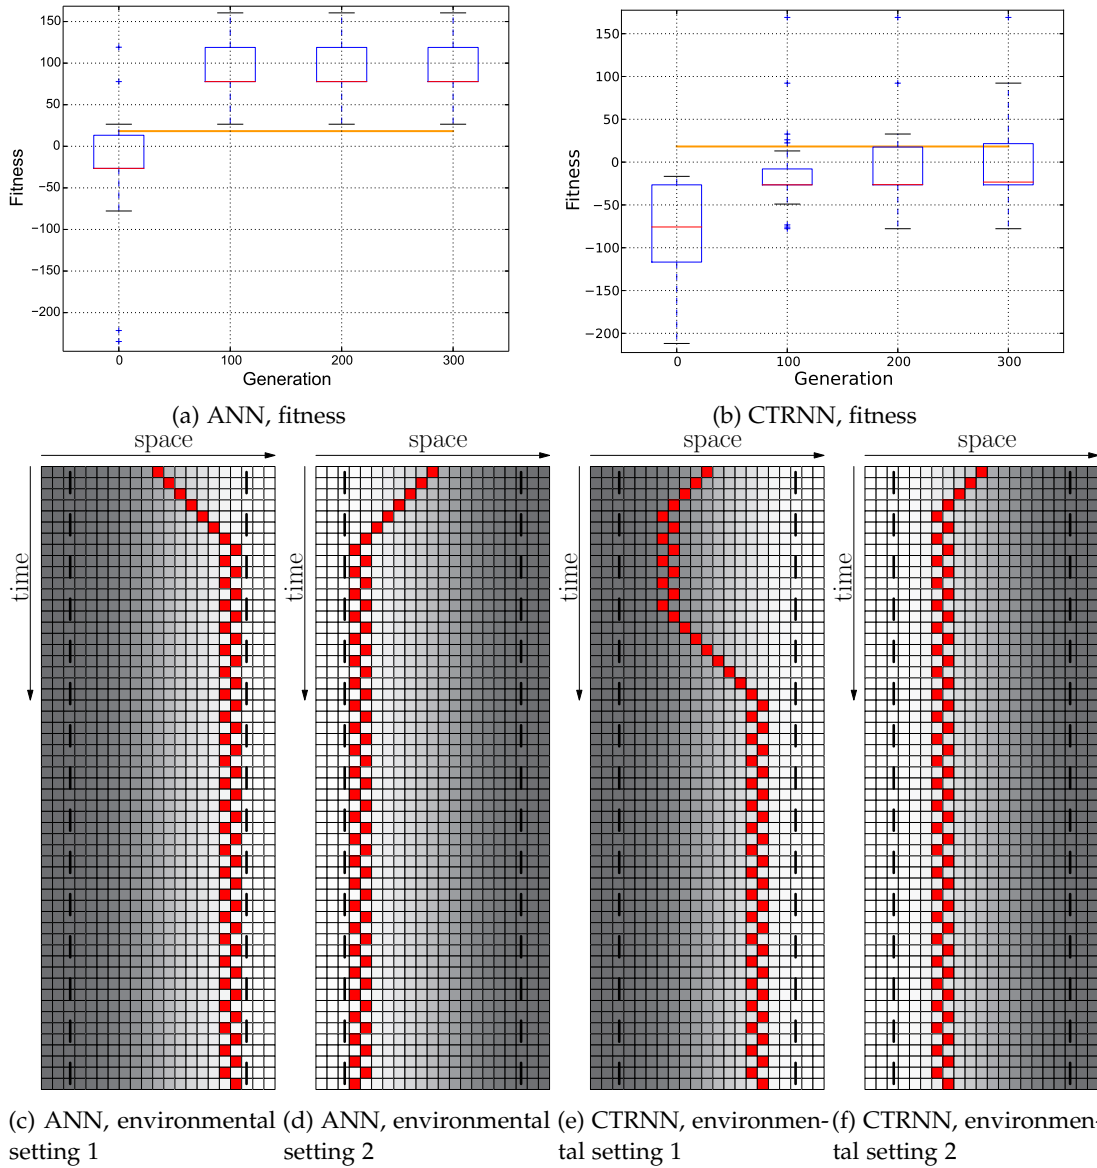 150
100
50
0
−50
−100
−150
−200
Fitness
0
100
200
300
Generation
(a) ANN, fitness
150
100
50
0
−50
−100
−150
−200
Fitness
0
100
200
300
Generation
(b) CTRNN, fitness
space
space
space
space
time
time
time
time
(c) ANN, environmental
setting 1
(d) ANN, environmental
setting 2
(e) CTRNN, environmen-
tal setting 1
(f) CTRNN, environmen-
tal setting 2